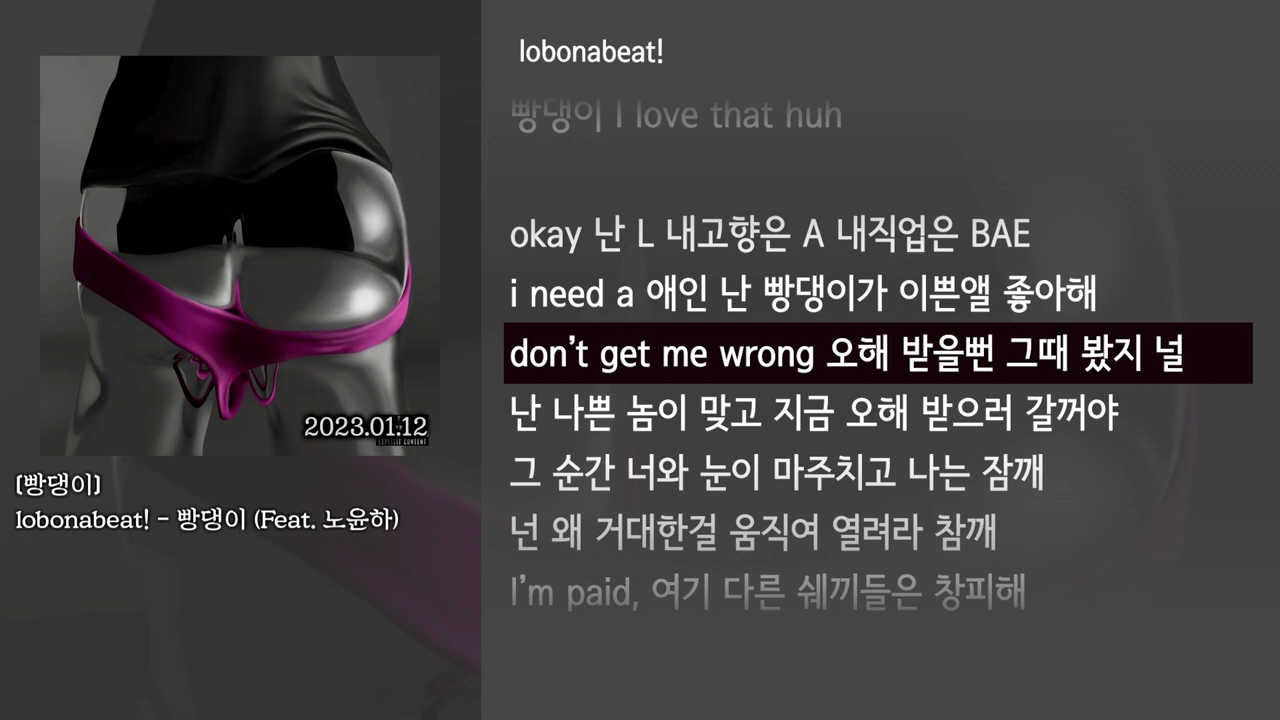 lobonabeat!
빵댕이 I love that huh
okay 난 L 내고향은 A 내직업은 BAE
i need a 애인 난 빵댕이가 이쁜앨 좋아해
don't get me wrong 오해 받을뻔 그때 봤지 널
난 나쁜 놈이 맞고 지금 오해 받으러 갈꺼야
그 순간 너와 눈이 마주치고 나는 잠깨
넌 왜 거대한걸 움직여 열려라 참깨
I'm paid, 여기 다른 쉐끼들은 창피해
2023.01.12
EXPLICIT CONTENT
[빵댕이]
lobonabeat! - 빵댕이 (Feat. 노윤하)